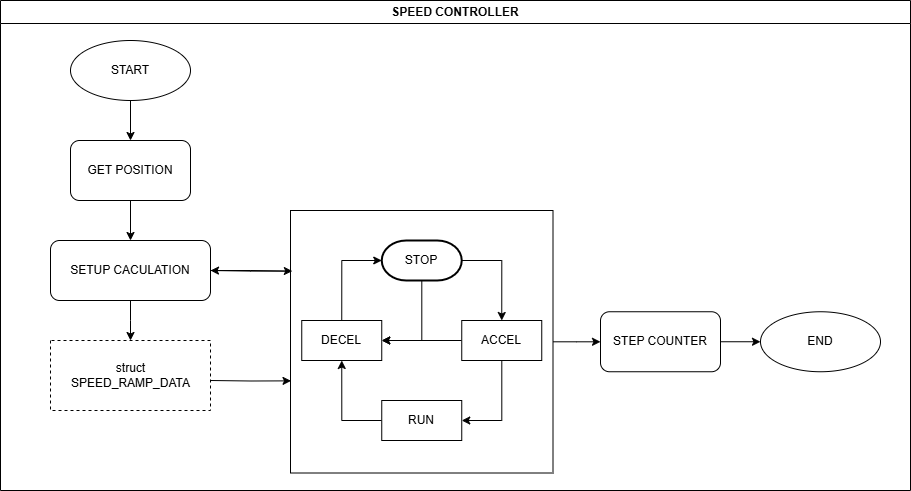 SPEED CONTROLLER
START
GET POSITION
SETUP CACULATION
struct
SPEED_RAMP_DATA
STOP
DECEL
ACCEL
RUN
STEP COUNTER
END